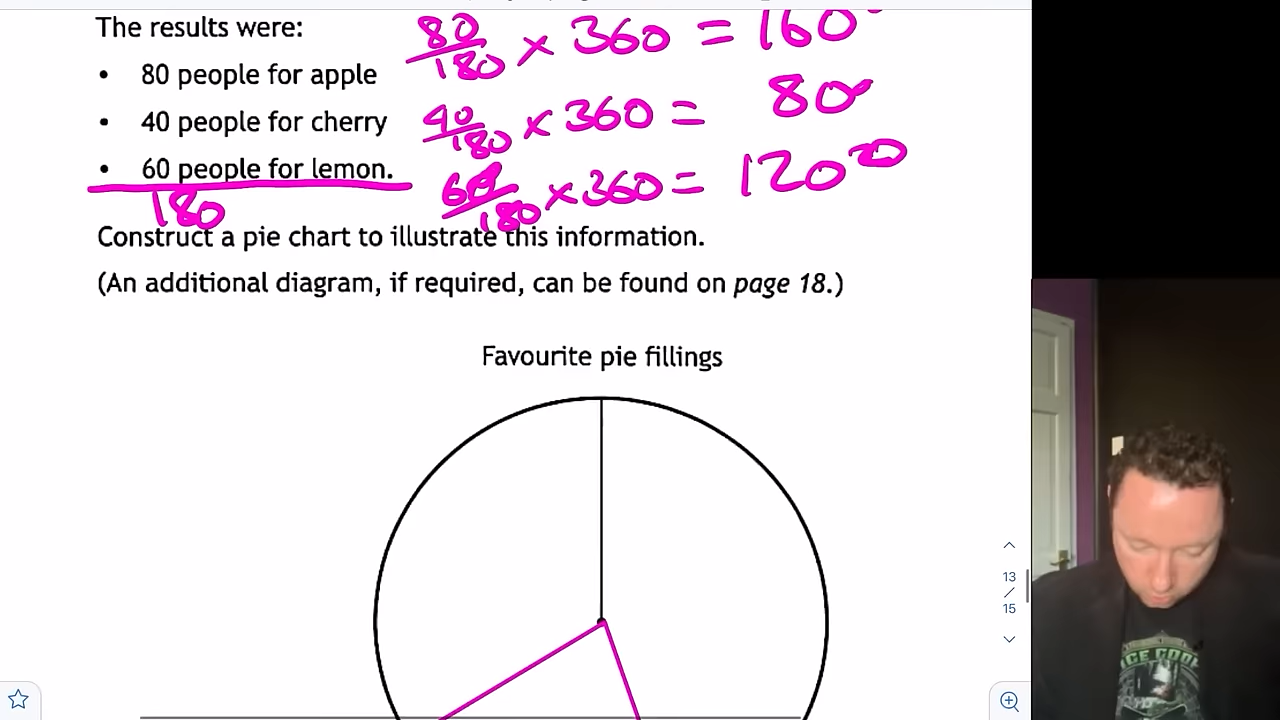 The results were:
80/180 × 360 = 160°
• 80 people for apple
• 40 people for cherry
40/180 × 360 = 80°
• 60 people for lemon.
60/180 × 360 = 120
180
Construct a pie chart to illustrate this information.
(An additional diagram, if required, can be found on page 18.)
Favourite pie fillings
13
/
15